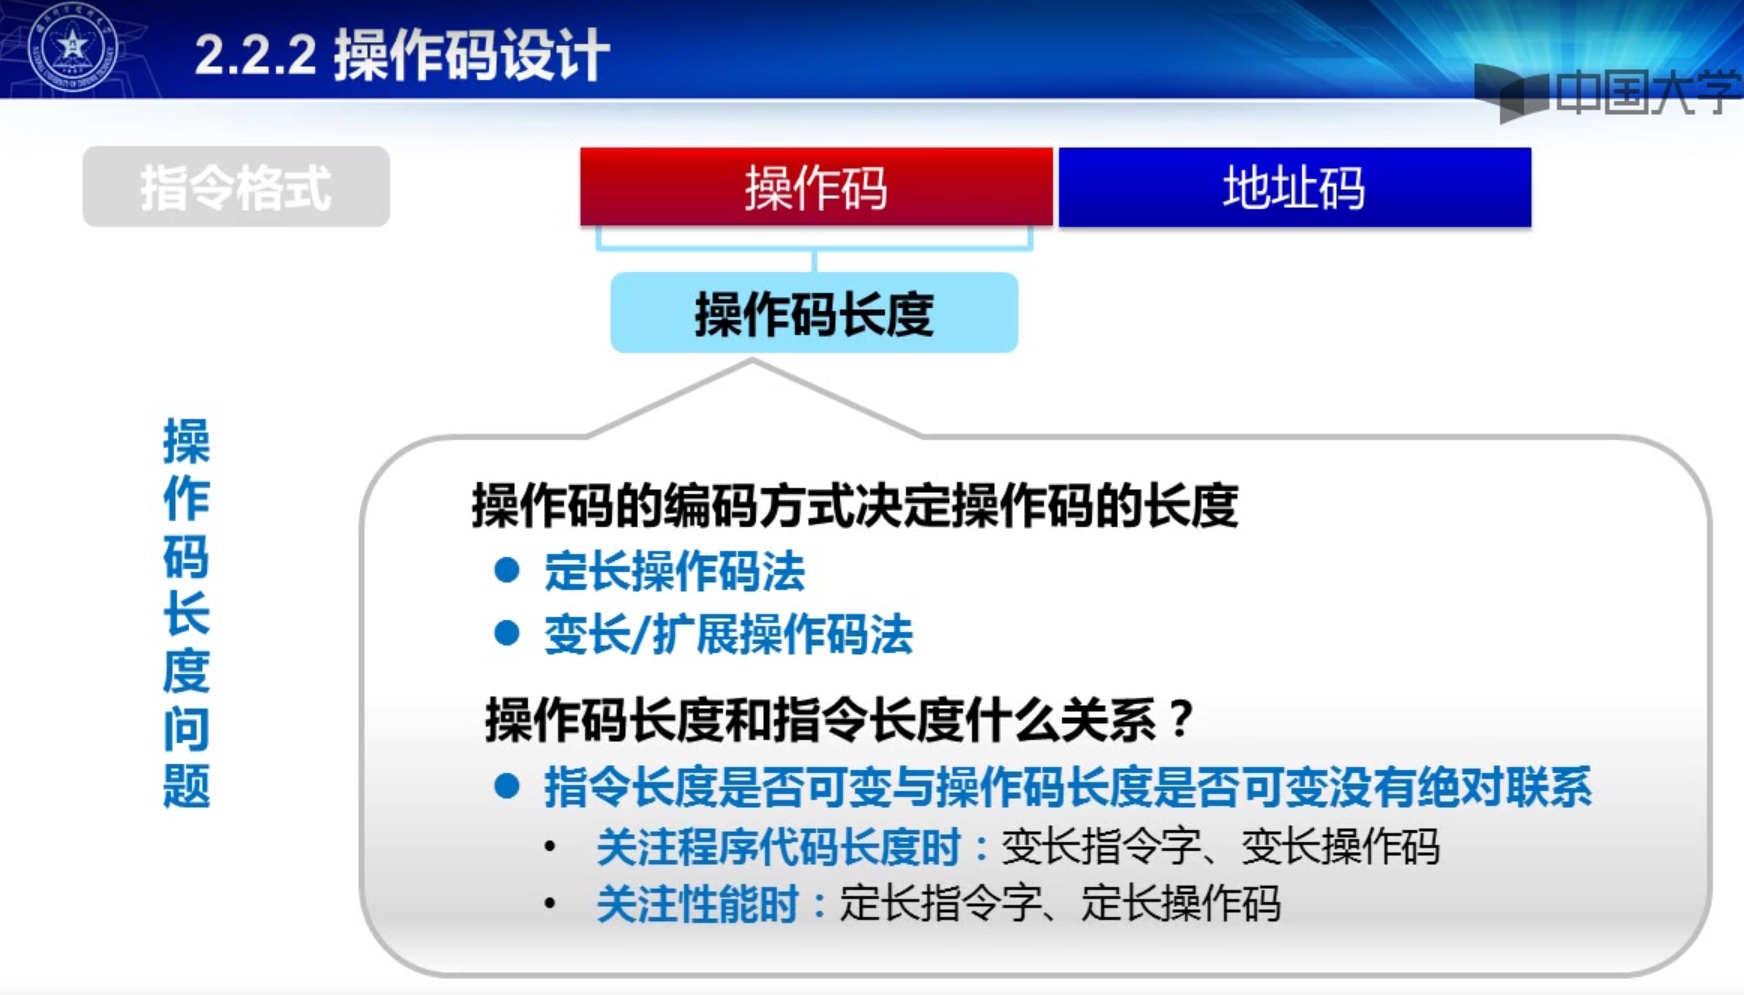 2.2.2 操作码设计
中国大学
指令格式
操作码
地址码
操作码长度
操作码长度问题
操作码的编码方式决定操作码的长度
● 定长操作码法
● 变长/扩展操作码法
操作码长度和指令长度什么关系？
● 指令长度是否可变与操作码长度是否可变没有绝对联系
• 关注程序代码长度时：变长指令字、变长操作码
• 关注性能时：定长指令字、定长操作码